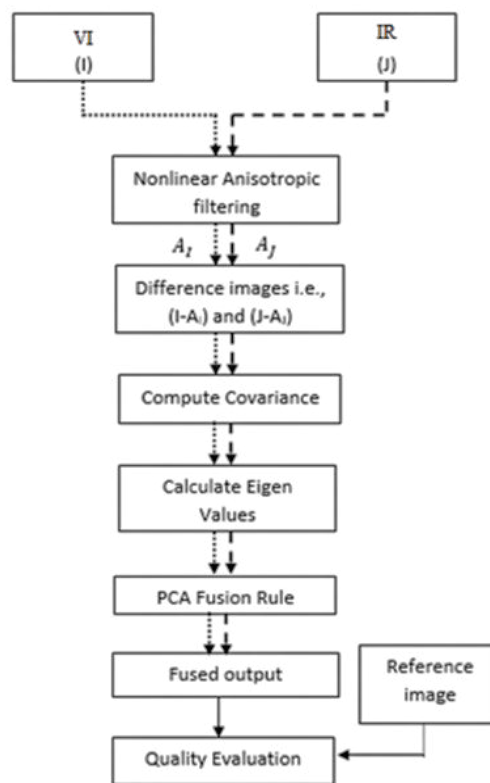 VI
(I)
IR
(J)
Nonlinear Anisotropic
filtering
A_I
A_J
Difference images i.e.,
(I-A_I) and (J-A_J)
Compute Covariance
Calculate Eigen
Values
PCA Fusion Rule
Fused output
Reference
image
Quality Evaluation